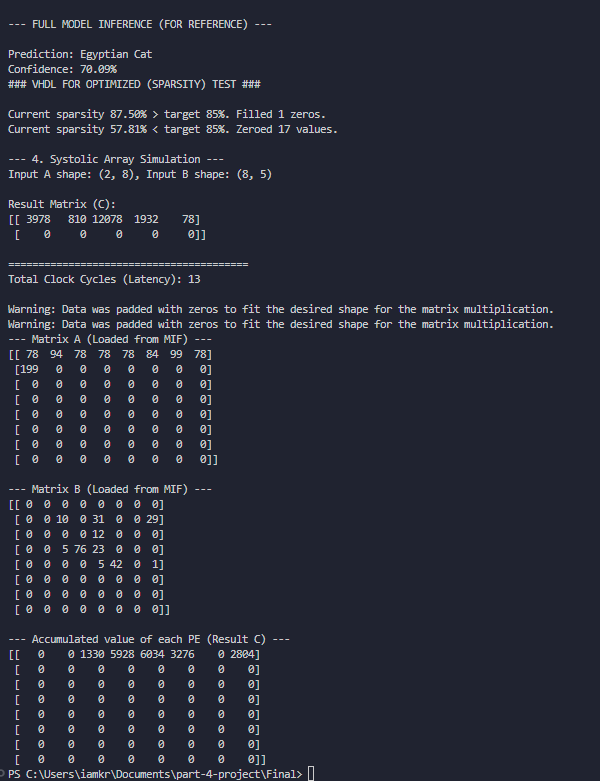 --- FULL MODEL INFERENCE (FOR REFERENCE) ---
Prediction: Egyptian Cat
Confidence: 70.09%
### VHDL FOR OPTIMIZED (SPARSITY) TEST ###
Current sparsity 87.50% > target 85%. Filled 1 zeros.
Current sparsity 57.81% < target 85%. Zeroed 17 values.
--- 4. Systolic Array Simulation ---
Input A shape: (2, 8), Input B shape: (8, 5)
Result Matrix (C):
[[ 3978   810 12078  1932    78]
 [    0     0     0     0     0]]
========================================
Total Clock Cycles (Latency): 13
Warning: Data was padded with zeros to fit the desired shape for the matrix multiplication.
Warning: Data was padded with zeros to fit the desired shape for the matrix multiplication.
--- Matrix A (Loaded from MIF) ---
[[ 78  94  78  78  78  84  99  78]
 [199   0   0   0   0   0   0   0]
 [  0   0   0   0   0   0   0   0]
 [  0   0   0   0   0   0   0   0]
 [  0   0   0   0   0   0   0   0]
 [  0   0   0   0   0   0   0   0]
 [  0   0   0   0   0   0   0   0]
 [  0   0   0   0   0   0   0   0]]
--- Matrix B (Loaded from MIF) ---
[[ 0  0  0  0  0  0  0  0]
 [ 0  0 10  0 31  0  0 29]
 [ 0  0  0  0 12  0  0  0]
 [ 0  0  5 76 23  0  0  0]
 [ 0  0  0  0  5 42  0  1]
 [ 0  0  0  0  0  0  0  0]
 [ 0  0  0  0  0  0  0  0]
 [ 0  0  0  0  0  0  0  0]]
--- Accumulated value of each PE (Result C) ---
[[   0    0 1330 5928 6034 3276    0 2804]
 [   0    0    0    0    0    0    0    0]
 [   0    0    0    0    0    0    0    0]
 [   0    0    0    0    0    0    0    0]
 [   0    0    0    0    0    0    0    0]
 [   0    0    0    0    0    0    0    0]
 [   0    0    0    0    0    0    0    0]
 [   0    0    0    0    0    0    0    0]]
PS C:\Users\iamkr\Documents\part-4-project\Final>